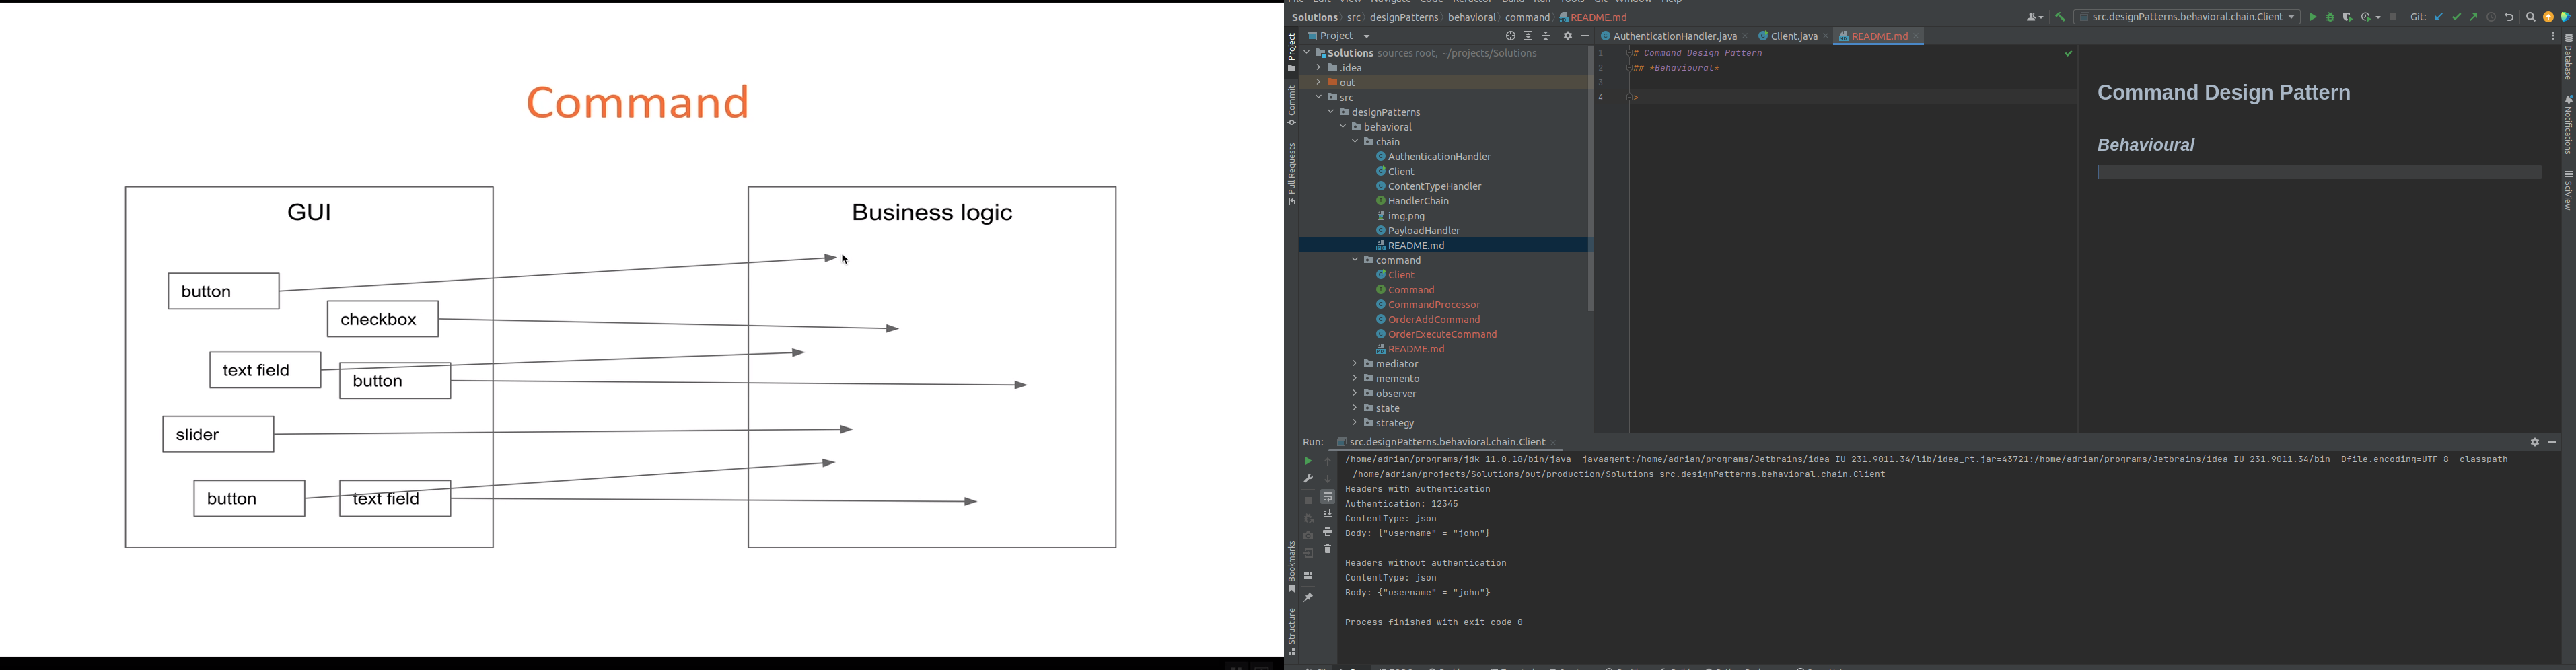 Command
GUI
Business logic
button
checkbox
text field
button
slider
button
text field
Solutions src designPatterns behavioral command README.md
src.designPatterns.behavioral.chain.Client
Git:
Project
AuthenticationHandler.java
Client.java
README.md
Solutions sources root, ~/projects/Solutions
.idea
out
src
designPatterns
behavioral
chain
AuthenticationHandler
Client
ContentTypeHandler
HandlerChain
img.png
PayloadHandler
README.md
command
Client
Command
CommandProcessor
OrderAddCommand
OrderExecuteCommand
README.md
mediator
memento
observer
state
strategy
Project
Commit
Pull Requests
Bookmarks
Structure
1 # Command Design Pattern
2 ## *Behavioural*
3
4 >
Command Design Pattern
Behavioural
Database
Notifications
SciView
Run: src.designPatterns.behavioral.chain.Client
/home/adrian/programs/jdk-11.0.18/bin/java -javaagent:/home/adrian/programs/Jetbrains/idea-IU-231.9011.34/lib/idea_rt.jar=43721:/home/adrian/programs/Jetbrains/idea-IU-231.9011.34/bin -Dfile.encoding=UTF-8 -classpath
/home/adrian/projects/Solutions/out/production/Solutions src.designPatterns.behavioral.chain.Client
Headers with authentication
Authentication: 12345
ContentType: json
Body: {"username" = "john"}
Headers without authentication
ContentType: json
Body: {"username" = "john"}
Process finished with exit code 0